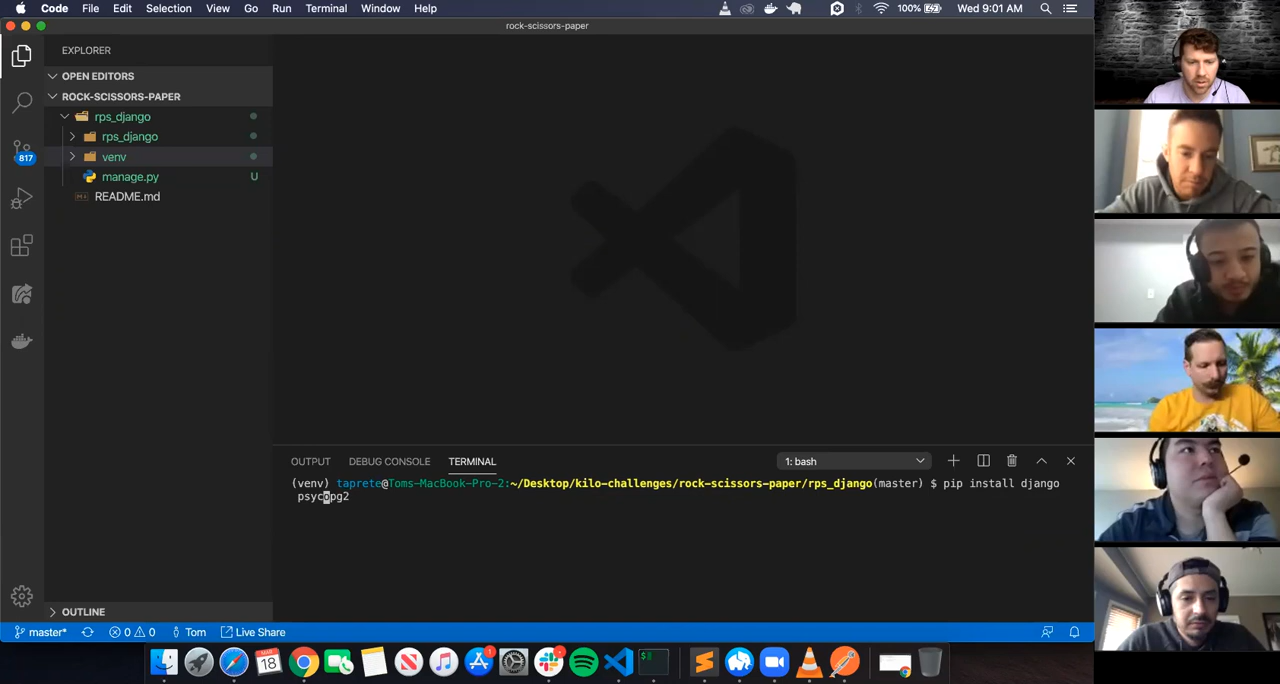 Code File Edit Selection View Go Run Terminal Window Help 100% Wed 9:01 AM
rock-scissors-paper
EXPLORER
OPEN EDITORS
ROCK-SCISSORS-PAPER
rps_django
rps_django
817
venv
manage.py U
README.md
OUTPUT DEBUG CONSOLE TERMINAL 1: bash
(venv) taprete@Toms-MacBook-Pro-2:~/Desktop/kilo-challenges/rock-scissors-paper/rps_django(master) $ pip install django
psycopg2
OUTLINE
master* 0 0 Tom Live Share
MAR
18
1